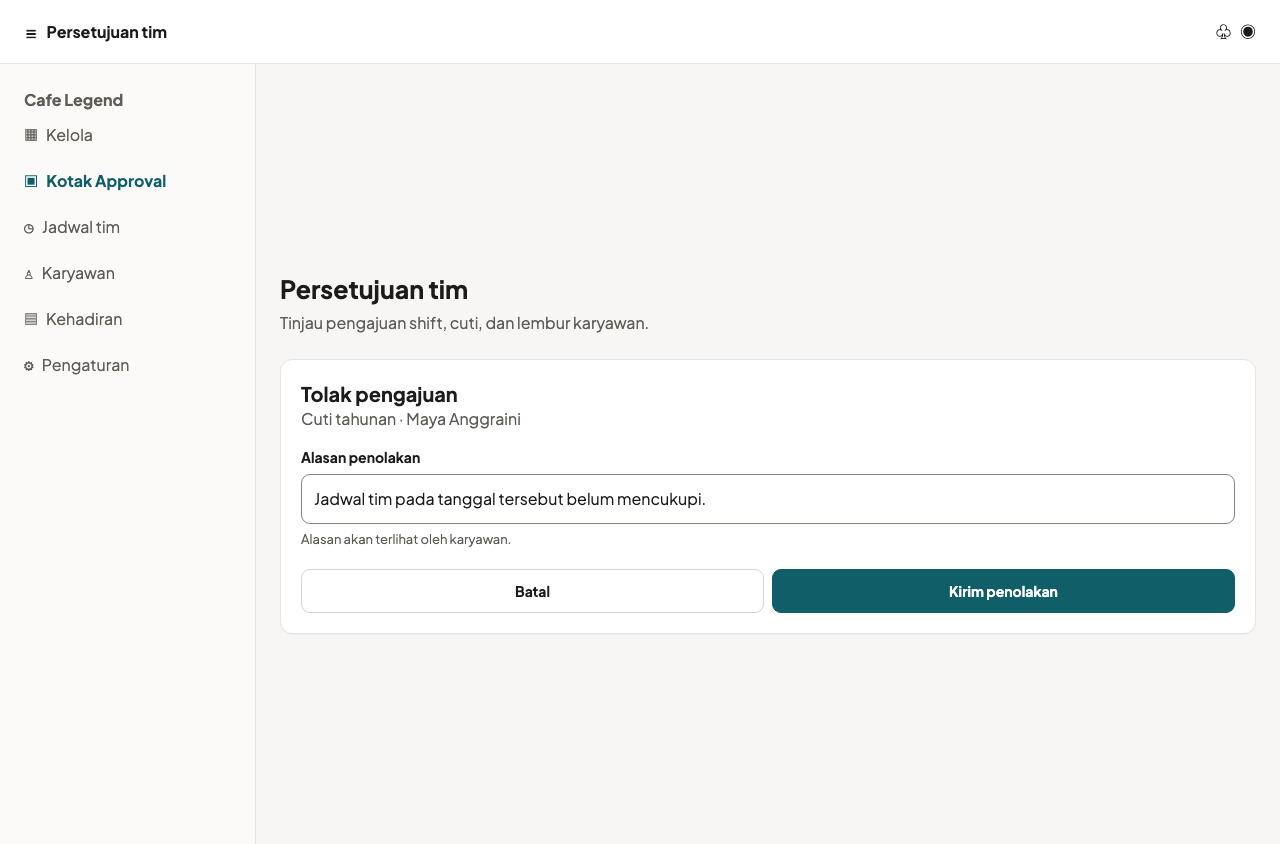 Persetujuan tim
Cafe Legend
Kelola
Kotak Approval
Jadwal tim
Karyawan
Kehadiran
Pengaturan
Persetujuan tim
Tinjau pengajuan shift, cuti, dan lembur karyawan.
Tolak pengajuan
Cuti tahunan · Maya Anggraini
Alasan penolakan
Jadwal tim pada tanggal tersebut belum mencukupi.
Alasan akan terlihat oleh karyawan.
Batal
Kirim penolakan